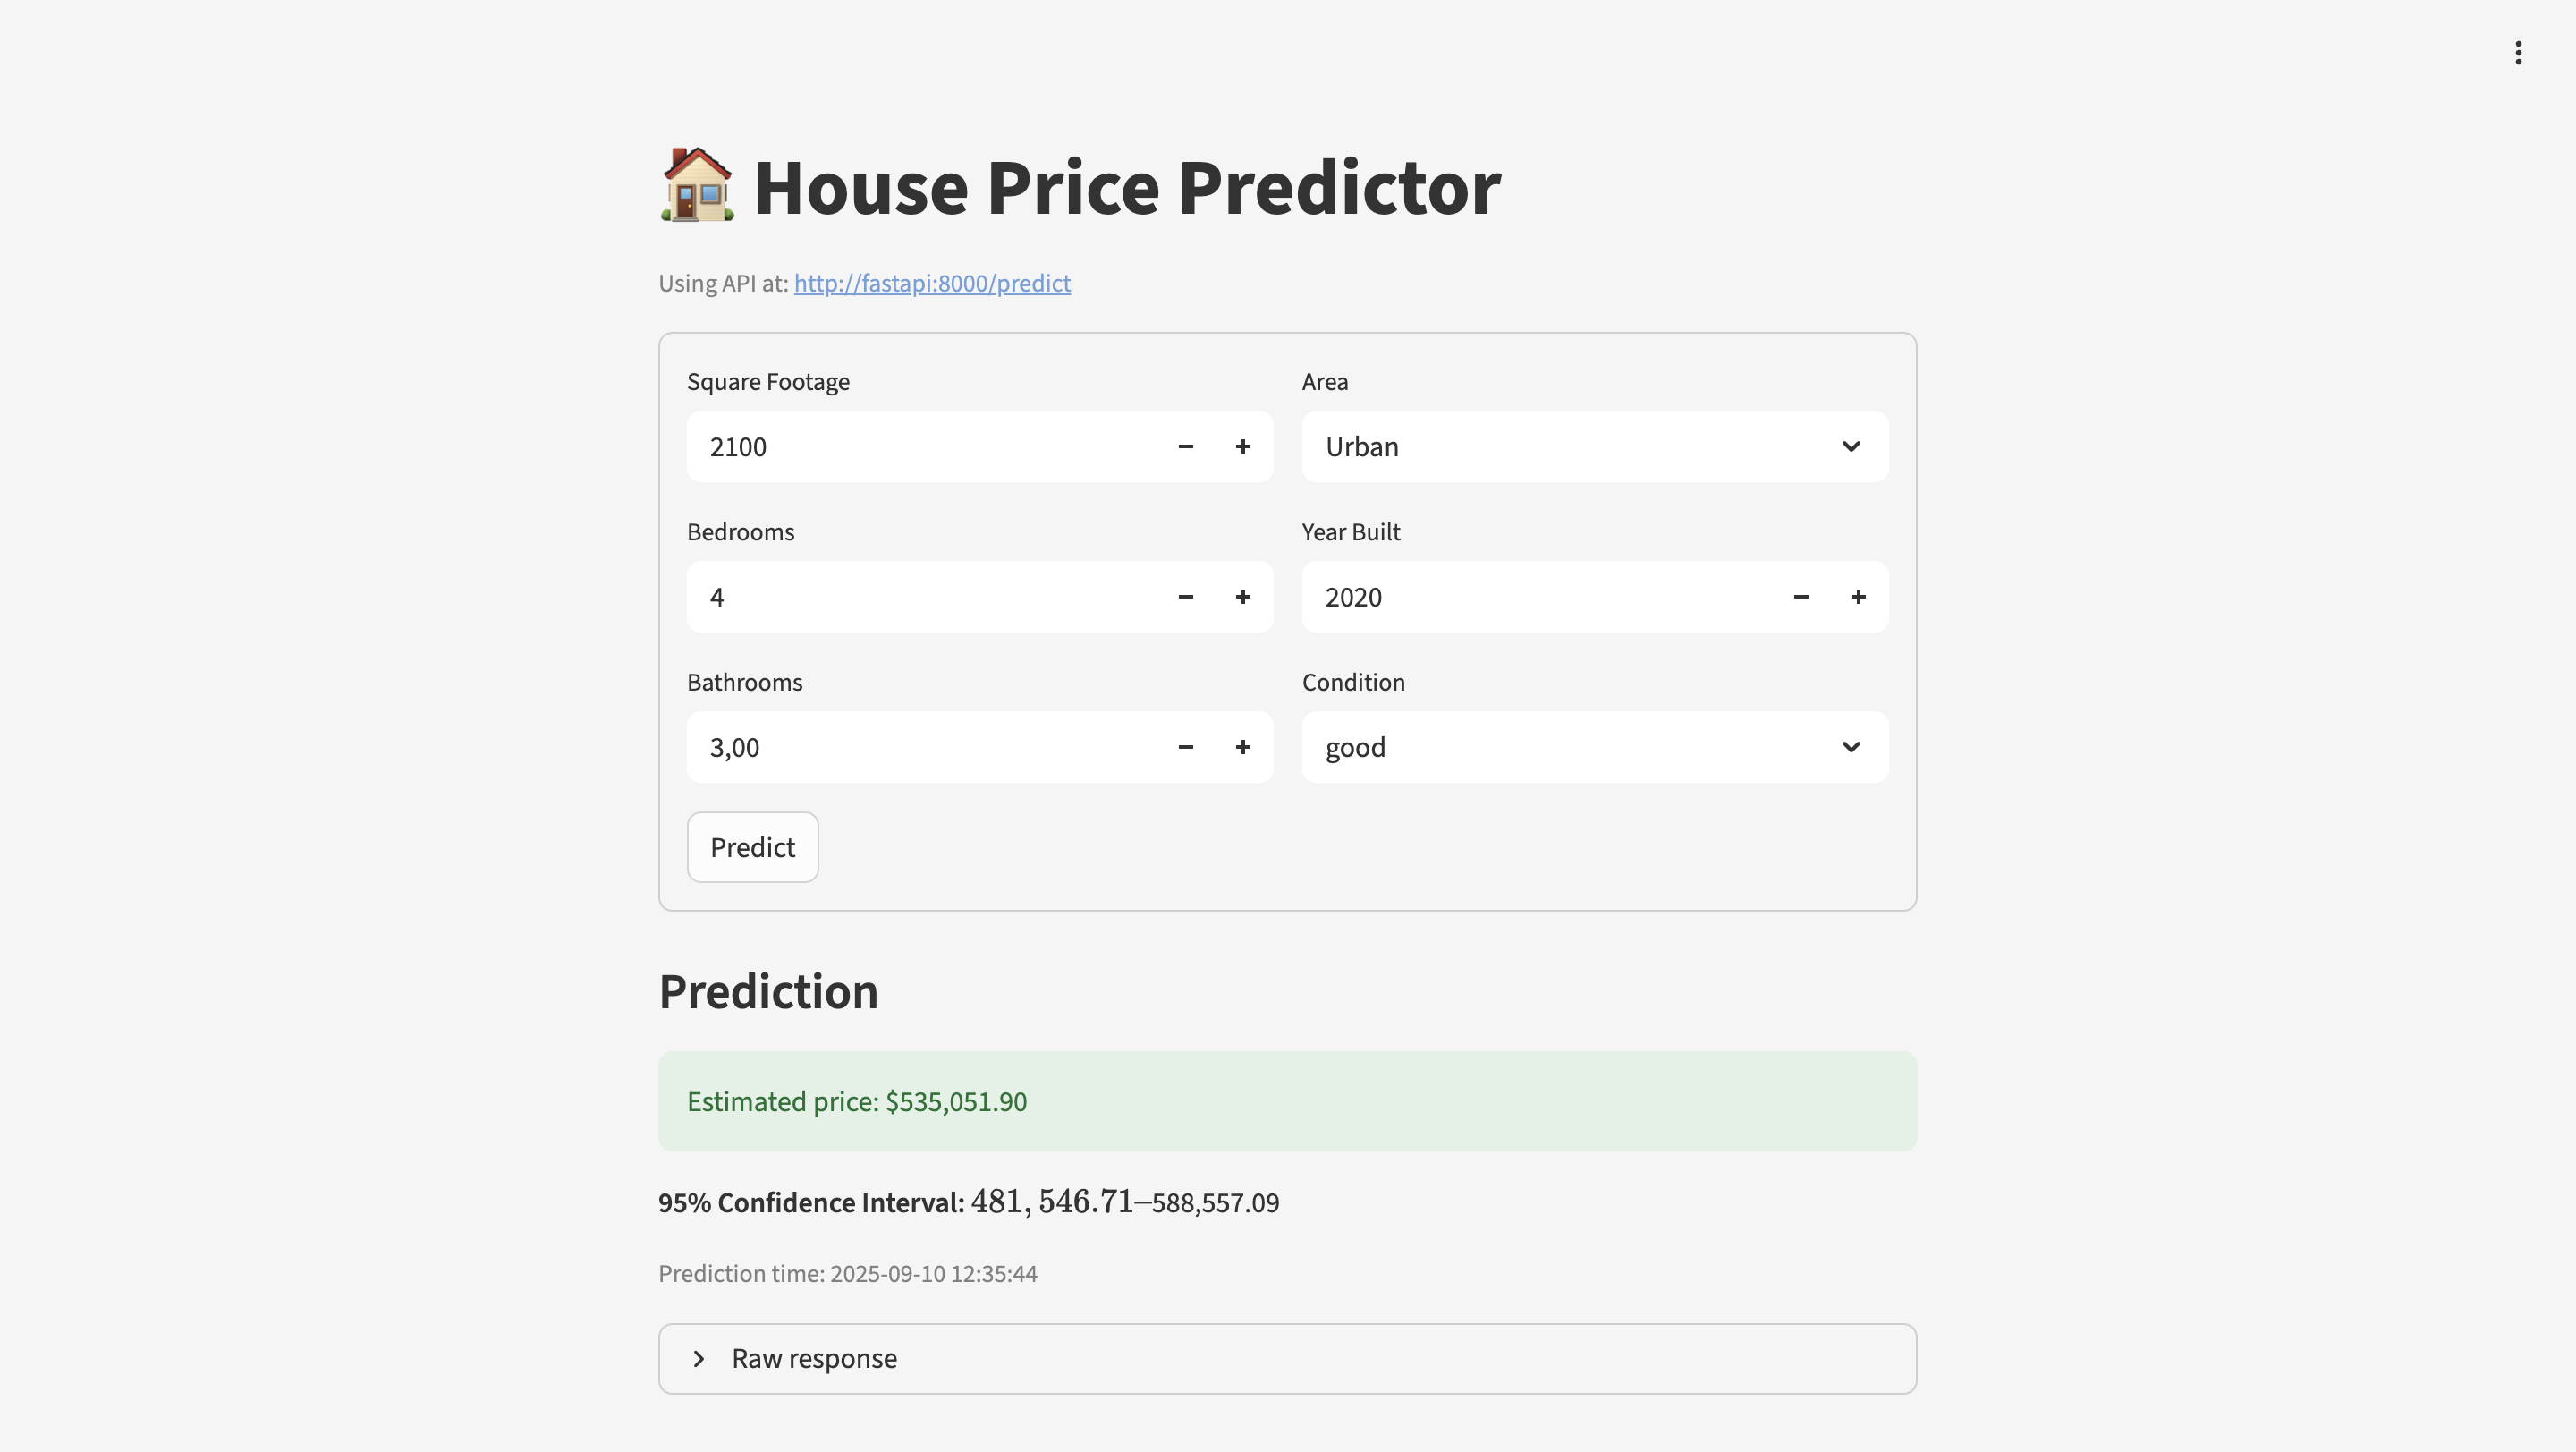 House Price Predictor
Using API at: http://fastapi:8000/predict
Square Footage
2100
Area
Urban
Bedrooms
4
Year Built
2020
Bathrooms
3,00
Condition
good
Predict
Prediction
Estimated price: $535,051.90
95% Confidence Interval: 481, 546.71–588,557.09
Prediction time: 2025-09-10 12:35:44
Raw response